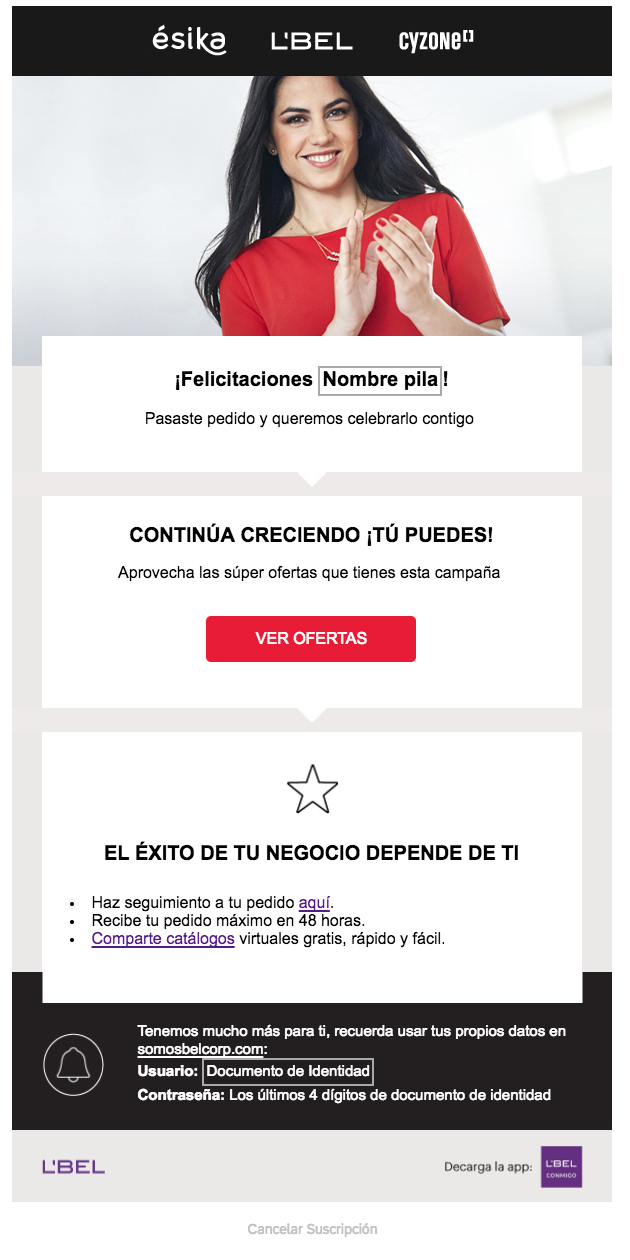 ésika L'BEL CYZONE
¡Felicitaciones Nombre pila!
Pasaste pedido y queremos celebrarlo contigo
CONTINÚA CRECIENDO ¡TÚ PUEDES!
Aprovecha las súper ofertas que tienes esta campaña
VER OFERTAS
EL ÉXITO DE TU NEGOCIO DEPENDE DE TI
• Haz seguimiento a tu pedido aquí.
• Recibe tu pedido máximo en 48 horas.
• Comparte catálogos virtuales gratis, rápido y fácil.
Tenemos mucho más para ti, recuerda usar tus propios datos en
somosbelcorp.com:
Usuario: Documento de Identidad
Contraseña: Los últimos 4 dígitos de documento de identidad
L'BEL Descarga la app: L'BEL
CONMIGO
Cancelar Suscripción